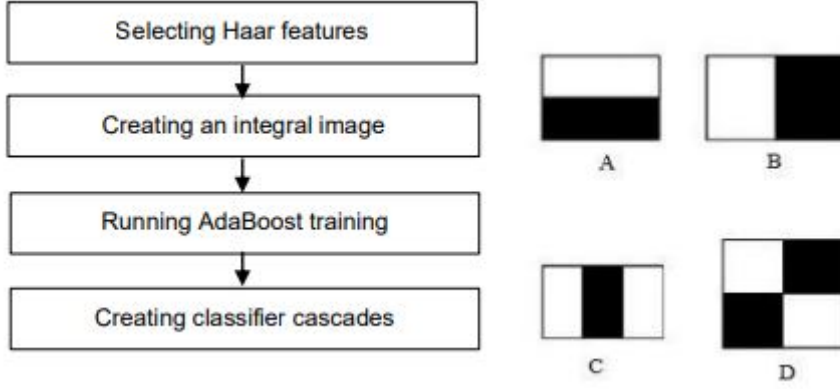 Selecting Haar features
Creating an integral image
Running AdaBoost training
Creating classifier cascades
A
B
C
D